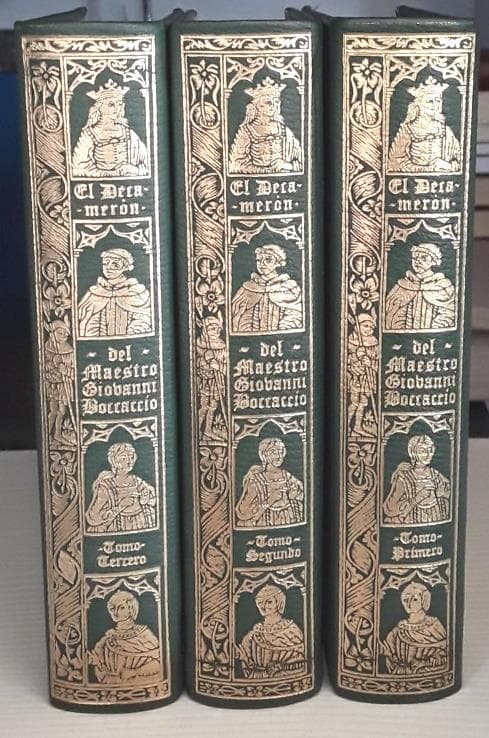 El Deca-
-merón-
- del -
Maestro
Giovanni
Boccaccio
-Tomo-
Terrero
El Deca-
-merón-
- del -
Maestro
Giovanni
Boccaccio
-Tomo-
Segundo
El Deca-
-merón-
- del -
Maestro
Giovanni
Boccaccio
-Tomo-
Primero